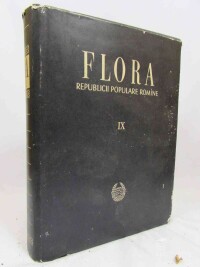 FLORA
REPUBLICII POPULARE ROMÎNE
IX